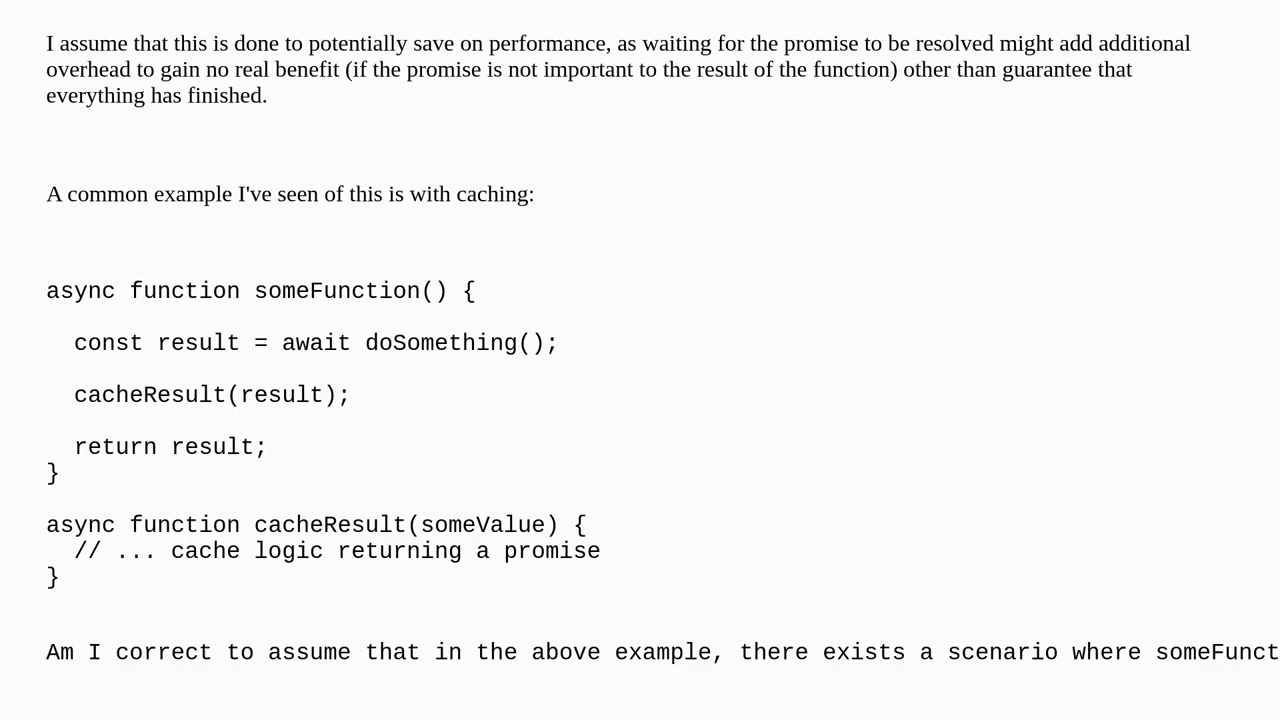 I assume that this is done to potentially save on performance, as waiting for the promise to be resolved might add additional
overhead to gain no real benefit (if the promise is not important to the result of the function) other than guarantee that
everything has finished.
A common example I've seen of this is with caching:
async function someFunction() {
  const result = await doSomething();
  cacheResult(result);
  return result;
}
async function cacheResult(someValue) {
  // ... cache logic returning a promise
}
Am I correct to assume that in the above example, there exists a scenario where someFunct